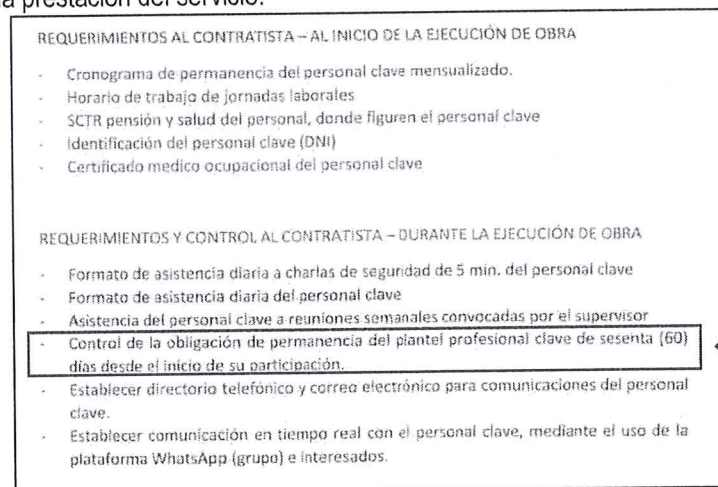 la prestación del servicio.
REQUERIMIENTOS AL CONTRATISTA – AL INICIO DE LA EJECUCIÓN DE OBRA
- Cronograma de permanencia del personal clave mensualizado.
- Horario de trabajo de jornadas laborales
- SCTR pensión y salud del personal, donde figuren el personal clave
- Identificación del personal clave (DNI)
- Certificado medico ocupacional del personal clave
REQUERIMIENTOS Y CONTROL AL CONTRATISTA – DURANTE LA EJECUCIÓN DE OBRA
- Formato de asistencia diaria a charlas de seguridad de 5 min. del personal clave
- Formato de asistencia diaria del personal clave
- Asistencia del personal clave a reuniones semanales convocadas por el supervisor
- Control de la obligación de permanencia del plantel profesional clave de sesenta (60)
días desde el inicio de su participación.
- Establecer directorio telefónico y correo electrónico para comunicaciones del personal
clave.
- Establecer comunicación en tiempo real con el personal clave, mediante el uso de la
plataforma WhatsApp (grupo) e interesados.